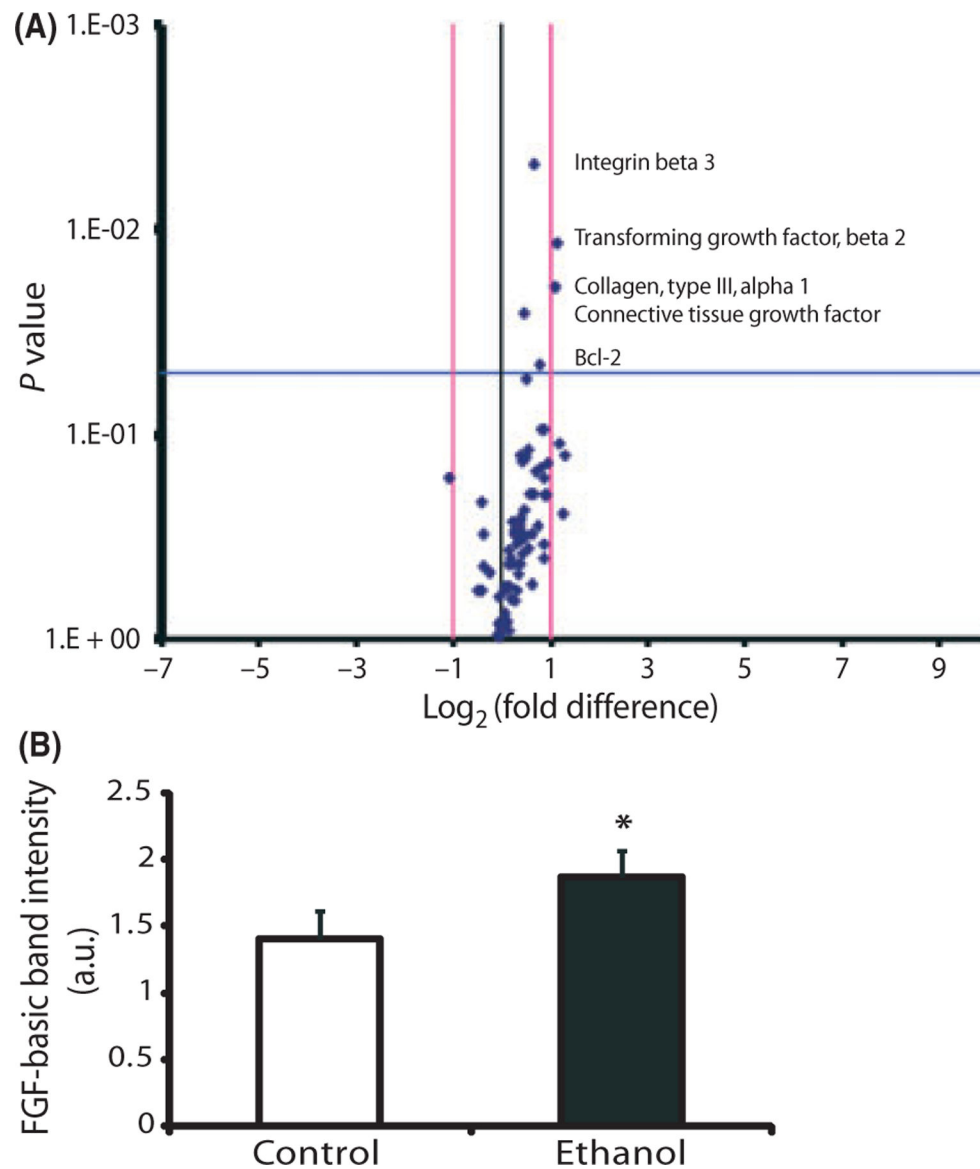 (A)
1.E-03
1.E-02
1.E-01
1.E + 00
P value
Integrin beta 3
Transforming growth factor, beta 2
Collagen, type III, alpha 1
Connective tissue growth factor
Bcl-2
–7 –5 –3 –1 1 3 5 7 9
Log₂ (fold difference)
(B)
FGF-basic band intensity
(a.u.)
2.5
2
1.5
1
0.5
0
*
Control Ethanol